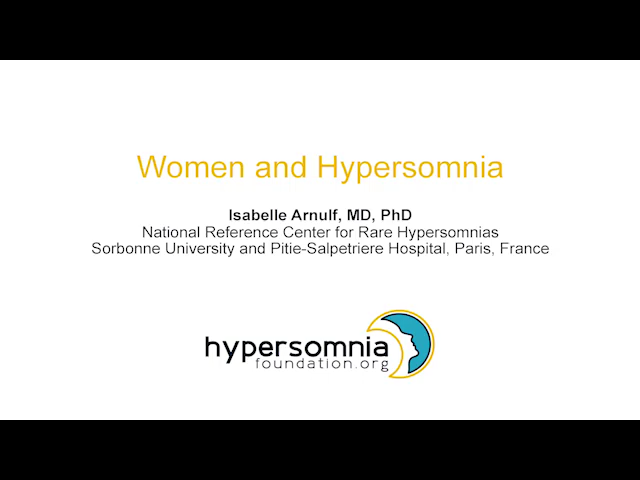 Women and Hypersomnia
Isabelle Arnulf, MD, PhD
National Reference Center for Rare Hypersomnias
Sorbonne University and Pitie-Salpetriere Hospital, Paris, France
hypersomnia
foundation.org